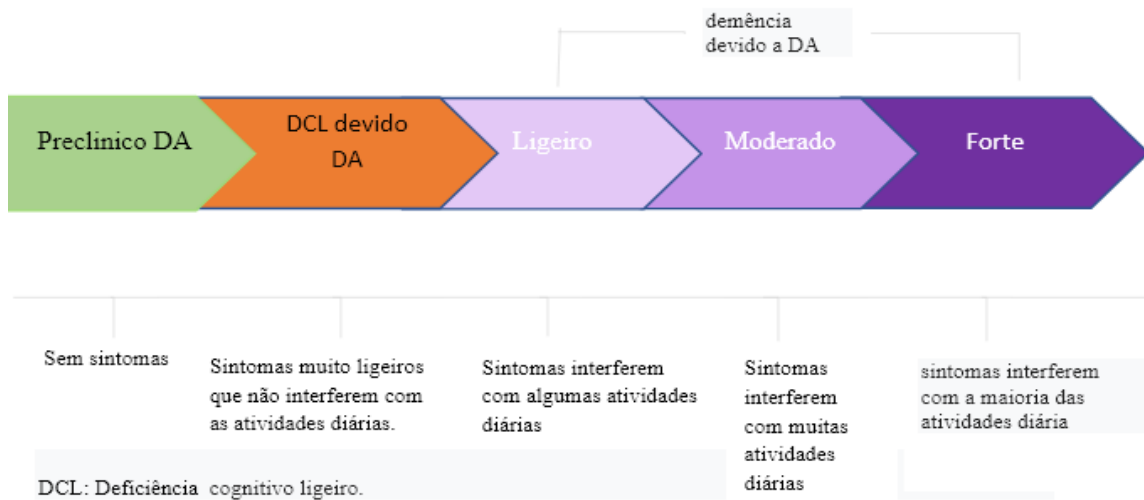 demência
devido a DA
Preclinico DA
DCL devido
DA
Ligeiro
Moderado
Forte
Sem sintomas
Sintomas muito ligeiros
que não interferem com
as atividades diárias.
Sintomas interferem
com algumas atividades
diárias
Sintomas
interferem
com muitas
atividades
diárias
sintomas interferem
com a maioria das
atividades diária
DCL: Deficiência cognitivo ligeiro.